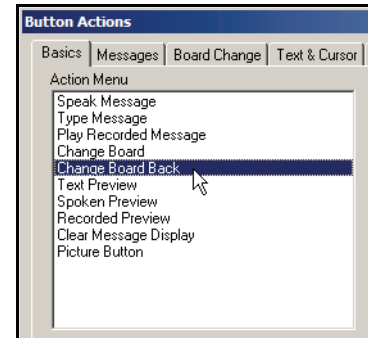 Button Actions
Basics Messages Board Change Text & Cursor
Action Menu
Speak Message
Type Message
Play Recorded Message
Change Board
Change Board Back
Text Preview
Spoken Preview
Recorded Preview
Clear Message Display
Picture Button